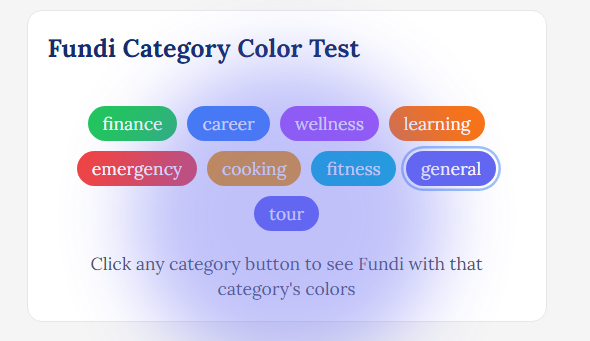 Fundi Category Color Test
finance career wellness learning
emergency cooking fitness general
tour
Click any category button to see Fundi with that
category's colors